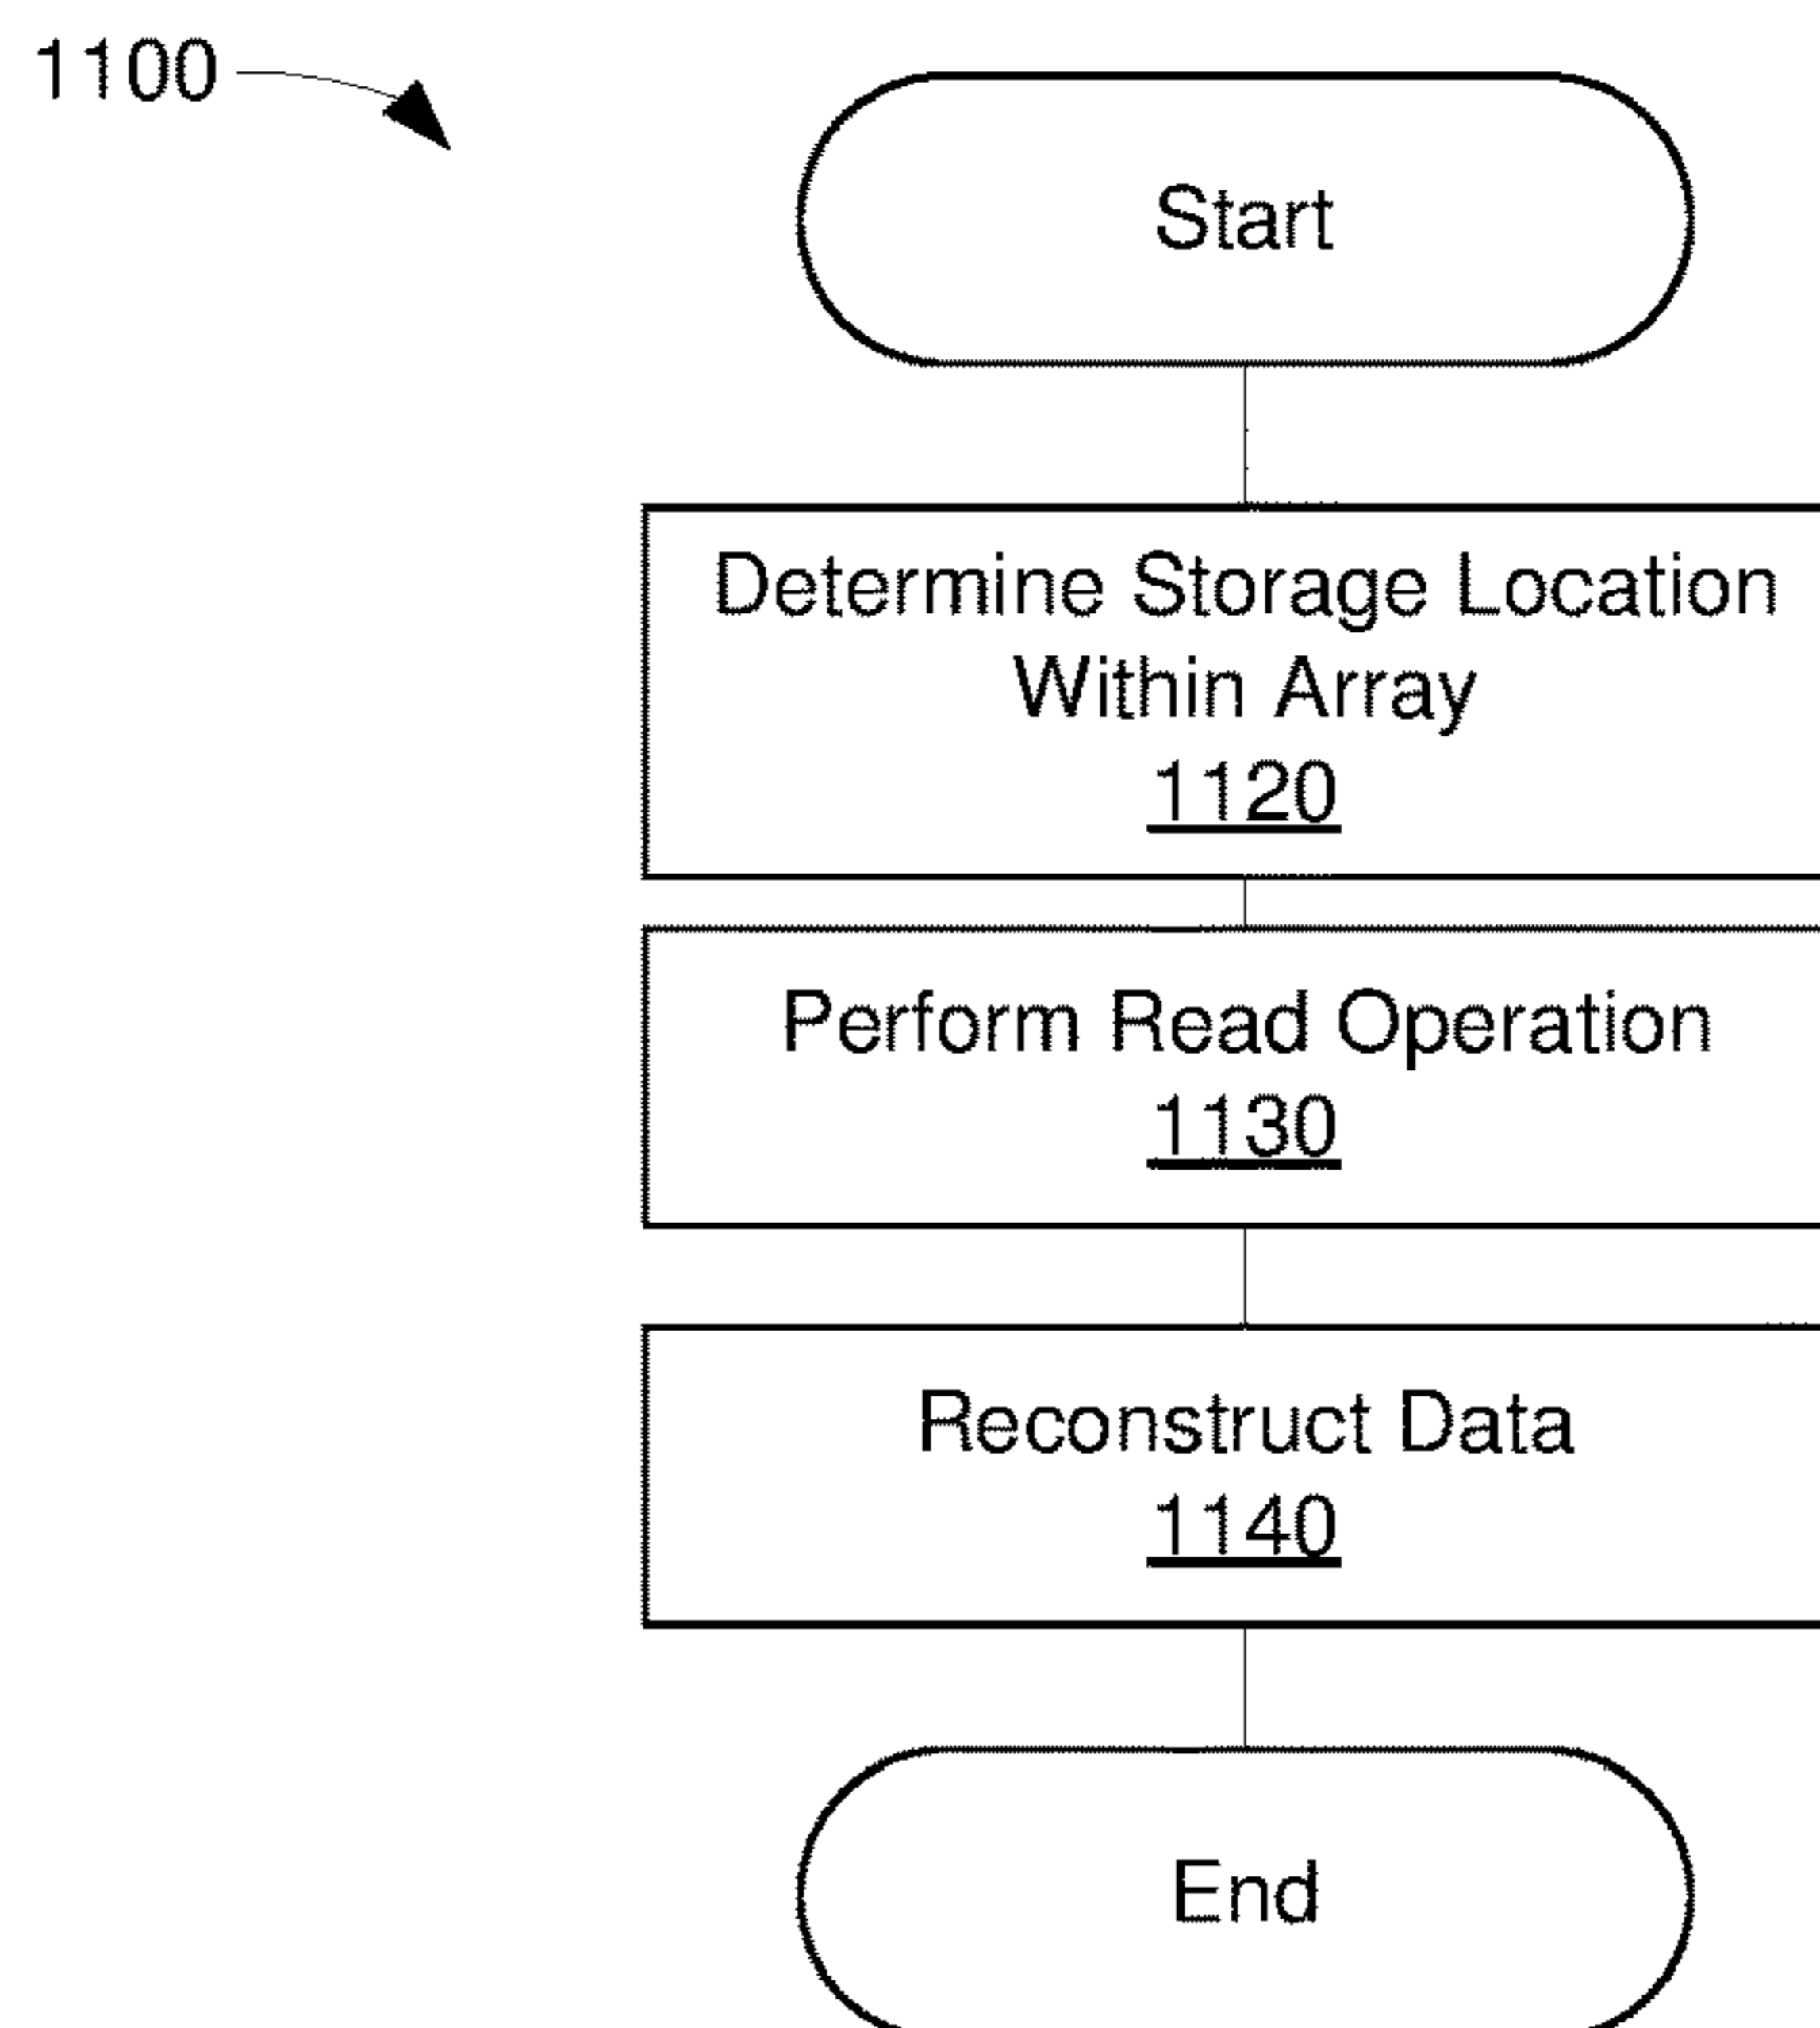 1100
Start
Determine Storage Location
Within Array
1120
Perform Read Operation
1130
Reconstruct Data
1140
End